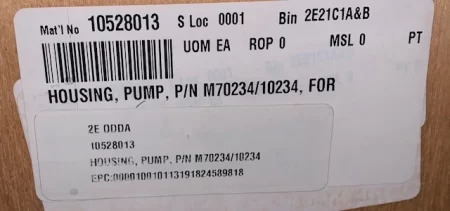 Mat'l No 10528013 S Loc 0001 Bin 2E21C1A&B
UOM EA ROP 0 MSL 0 PT
HOUSING, PUMP, P/N M70234/10234, FOR
2E ODDA
10528013
HOUSING, PUMP, P/N M70234/10234
EPC:000010010113191824589818